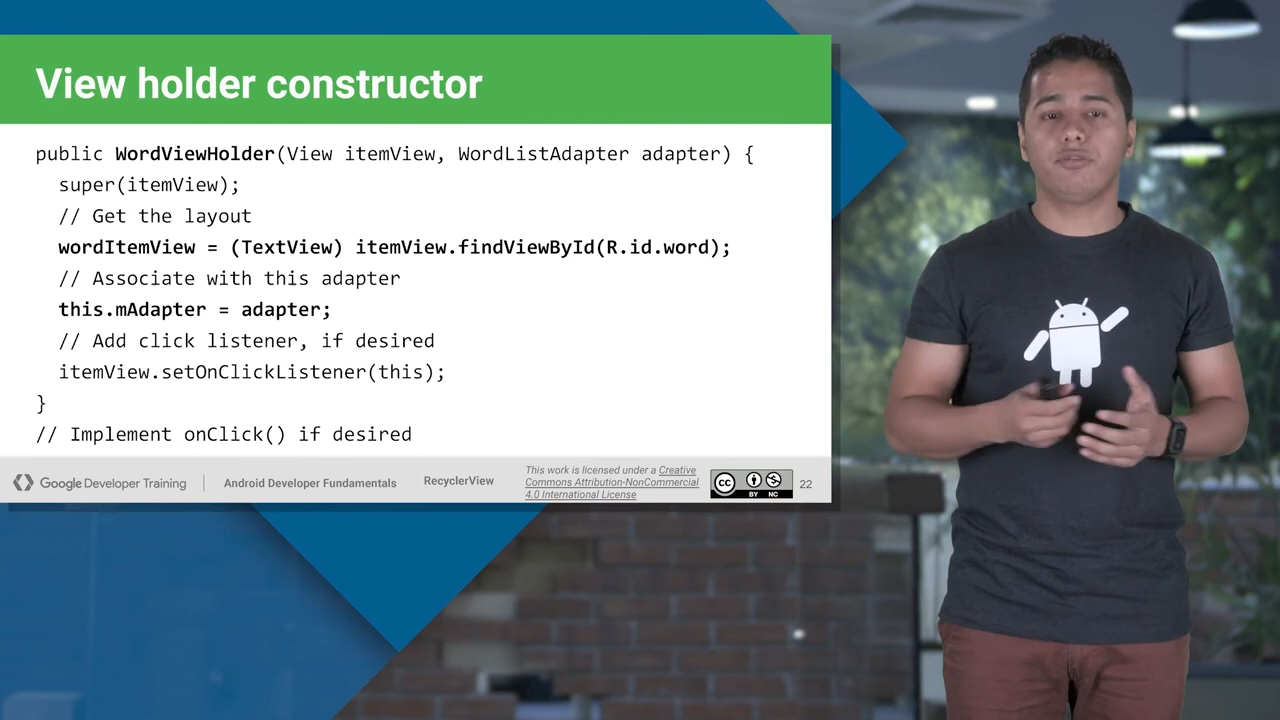 View holder constructor
public WordViewHolder(View itemView, WordListAdapter adapter) {
super(itemView);
// Get the layout
wordItemView = (TextView) itemView.findViewById(R.id.word);
// Associate with this adapter
this.mAdapter = adapter;
// Add click listener, if desired
itemView.setOnClickListener(this);
}
// Implement onClick() if desired
Google Developer Training
Android Developer Fundamentals
RecyclerView
This work is licensed under a Creative
Commons Attribution-NonCommercial
4.0 International License
cc
BY NC
22